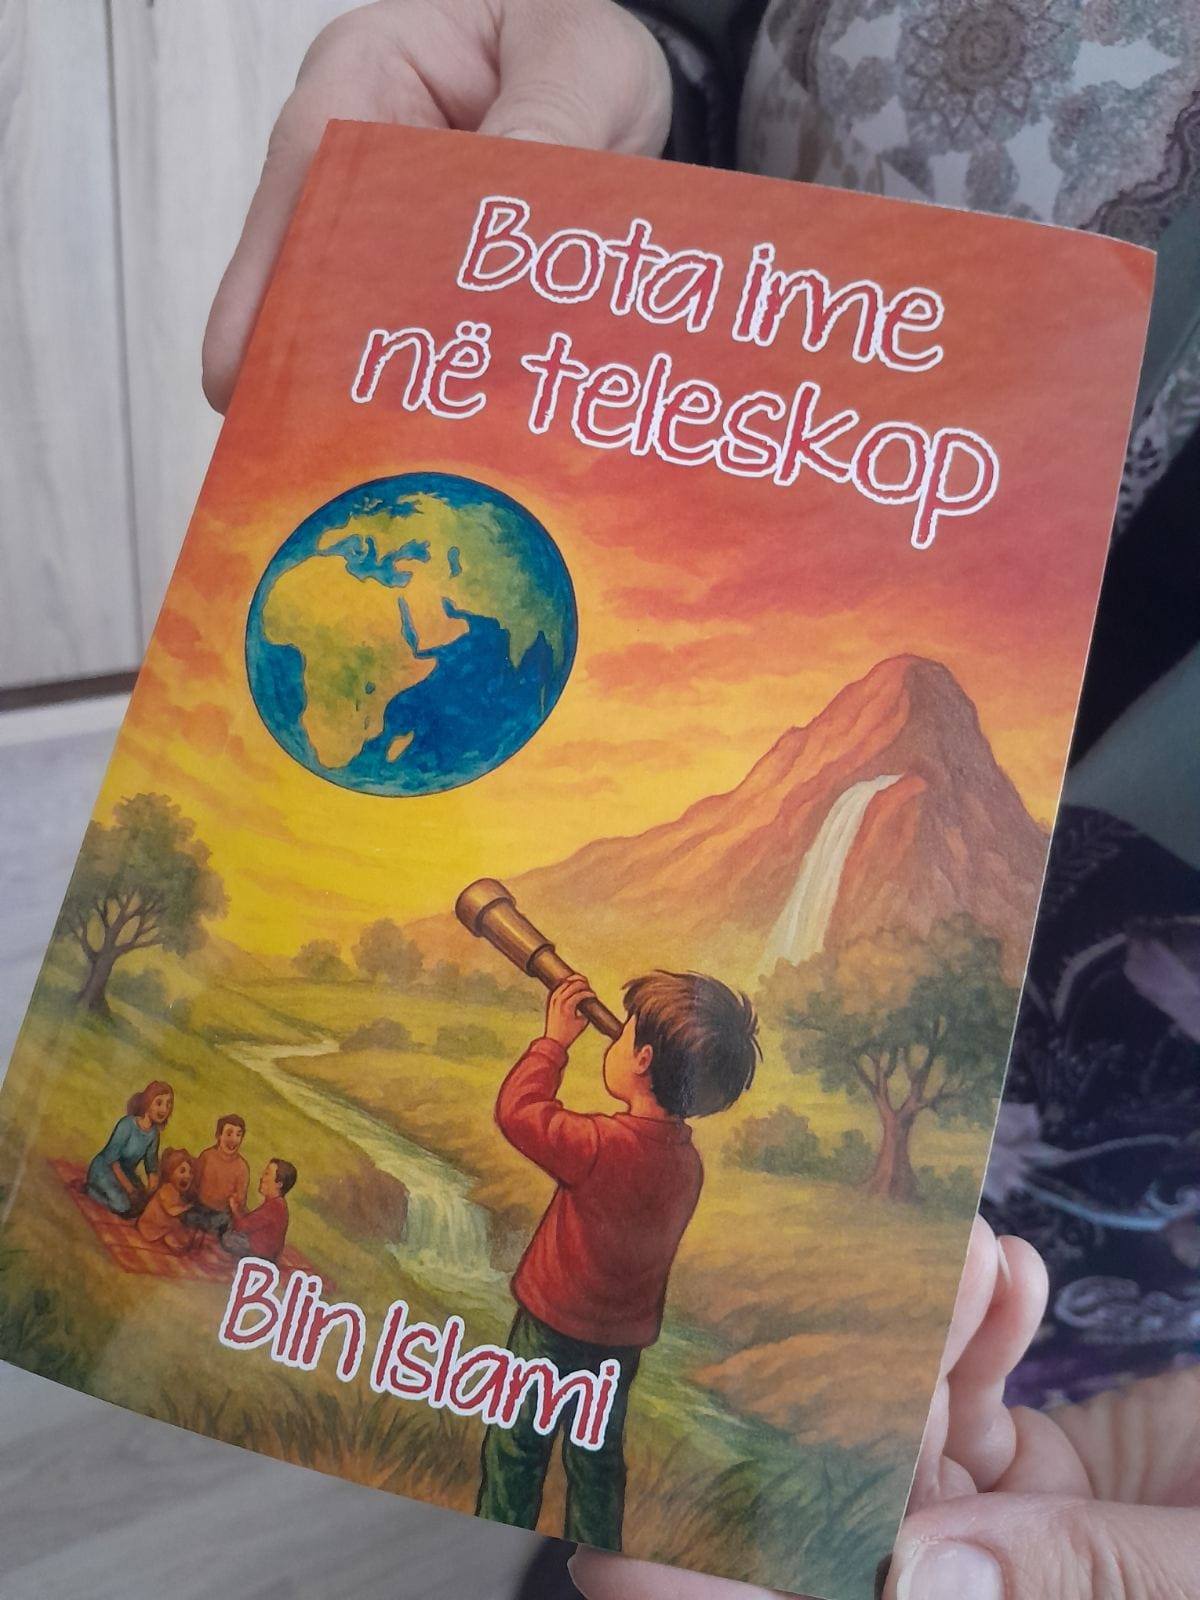 Bota ime
në teleskop
Blin Islami